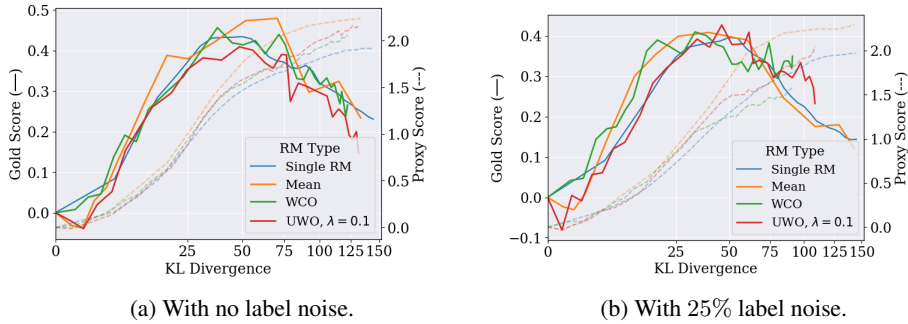 0.5
0.4
0.3
0.2
0.1
0.0
Gold Score (—)
2.0
1.5
1.0
0.5
0.0
Proxy Score (---)
RM Type
Single RM
Mean
WCO
UWO, λ = 0.1
0 25 50 75 100 125 150
KL Divergence
(a) With no label noise.
0.4
0.3
0.2
0.1
0.0
−0.1
Gold Score (—)
2.0
1.5
1.0
0.5
0.0
Proxy Score (---)
RM Type
Single RM
Mean
WCO
UWO, λ = 0.1
0 25 50 75 100 125 150
KL Divergence
(b) With 25% label noise.